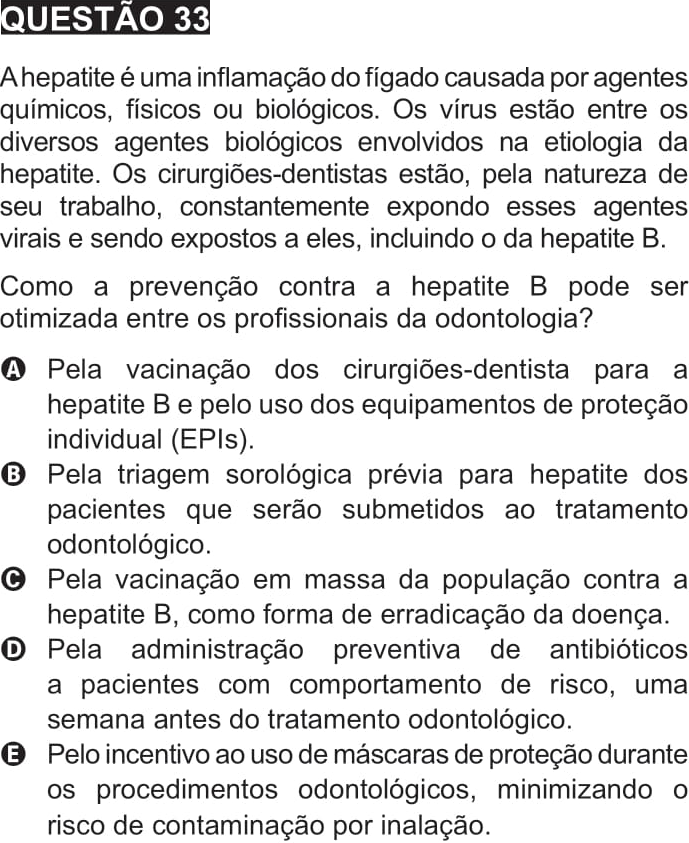 QUESTÃO 33
A hepatite é uma inflamação do fígado causada por agentes
químicos, físicos ou biológicos. Os vírus estão entre os
diversos agentes biológicos envolvidos na etiologia da
hepatite. Os cirurgiões-dentistas estão, pela natureza de
seu trabalho, constantemente expondo esses agentes
virais e sendo expostos a eles, incluindo o da hepatite B.
Como a prevenção contra a hepatite B pode ser
otimizada entre os profissionais da odontologia?
A Pela vacinação dos cirurgiões-dentista para a
hepatite B e pelo uso dos equipamentos de proteção
individual (EPIs).
B Pela triagem sorológica prévia para hepatite dos
pacientes que serão submetidos ao tratamento
odontológico.
C Pela vacinação em massa da população contra a
hepatite B, como forma de erradicação da doença.
D Pela administração preventiva de antibióticos
a pacientes com comportamento de risco, uma
semana antes do tratamento odontológico.
E Pelo incentivo ao uso de máscaras de proteção durante
os procedimentos odontológicos, minimizando o
risco de contaminação por inalação.